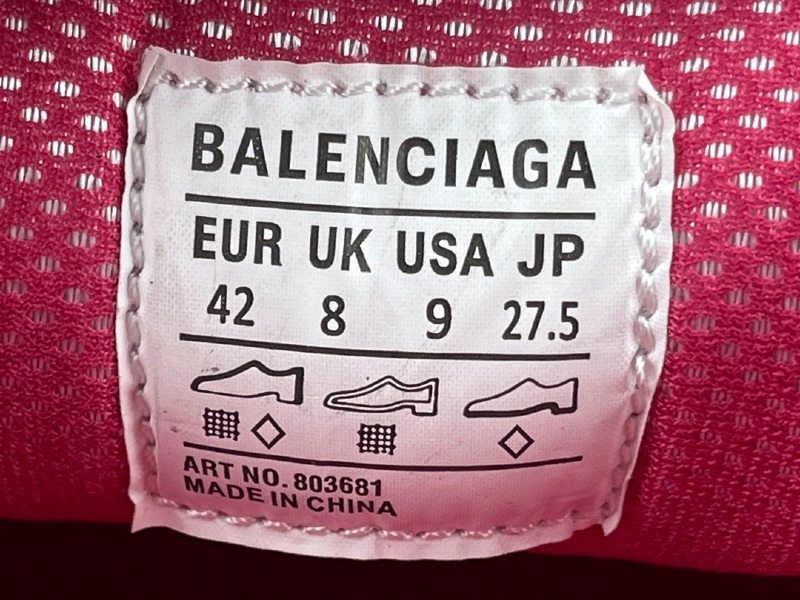 BALENCIAGA
EUR UK USA JP
42 8 9 27.5
ART NO. 803681
MADE IN CHINA